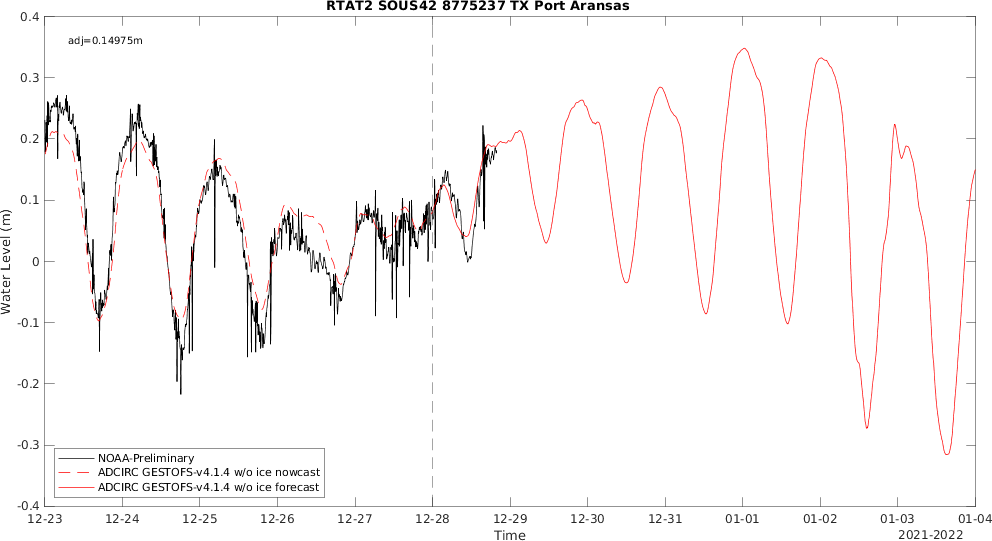 RTAT2 SOUS42 8775237 TX Port Aransas
adj=0.14975m
0.4
0.3
0.2
0.1
0
-0.1
-0.2
-0.3
-0.4
Water Level (m)
NOAA-Preliminary
ADCIRC GESTOFS-v4.1.4 w/o ice nowcast
ADCIRC GESTOFS-v4.1.4 w/o ice forecast
12-23 12-24 12-25 12-26 12-27 12-28 12-29 12-30 12-31 01-01 01-02 01-03 01-04
Time
2021-2022